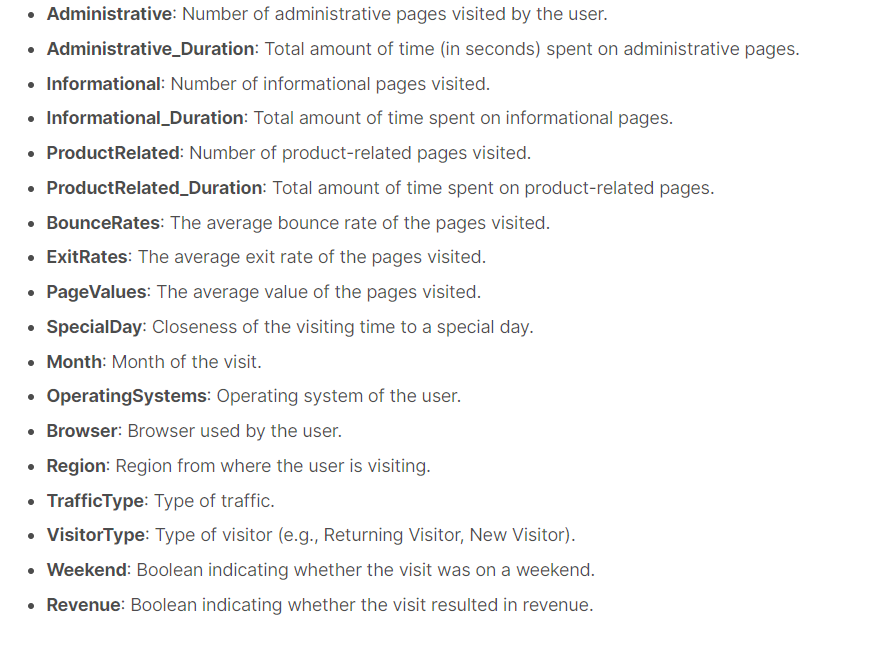 Administrative: Number of administrative pages visited by the user.
Administrative_Duration: Total amount of time (in seconds) spent on administrative pages.
Informational: Number of informational pages visited.
Informational_Duration: Total amount of time spent on informational pages.
ProductRelated: Number of product-related pages visited.
ProductRelated_Duration: Total amount of time spent on product-related pages.
BounceRates: The average bounce rate of the pages visited.
ExitRates: The average exit rate of the pages visited.
PageValues: The average value of the pages visited.
SpecialDay: Closeness of the visiting time to a special day.
Month: Month of the visit.
OperatingSystems: Operating system of the user.
Browser: Browser used by the user.
Region: Region from where the user is visiting.
TrafficType: Type of traffic.
VisitorType: Type of visitor (e.g., Returning Visitor, New Visitor).
Weekend: Boolean indicating whether the visit was on a weekend.
Revenue: Boolean indicating whether the visit resulted in revenue.